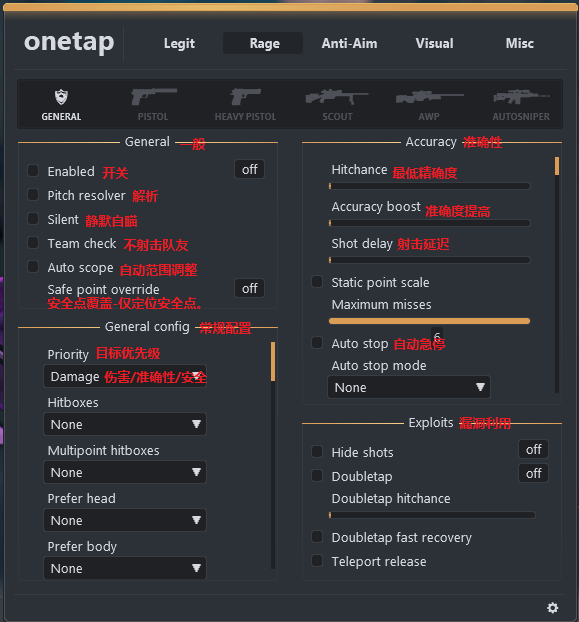 onetap
Legit Rage Anti-Aim Visual Misc
GENERAL PISTOL HEAVY PISTOL SCOUT AWP AUTOSNIPER
General 一般
Enabled 开关 off
Pitch resolver 解析
Silent 静默自瞄
Team check 不射击队友
Auto scope 自动范围调整
Safe point override off
安全点覆盖-仅定位安全点。
General config 常规配置
Priority 目标优先级
Damage 伤害/准确性/安全
Hitboxes
None
Multipoint hitboxes
None
Prefer head
None
Prefer body
None
Accuracy 准确性
Hitchance 最低精确度
Accuracy boost 准确度提高
Shot delay 射击延迟
Static point scale
Maximum misses
6
Auto stop 自动急停
Auto stop mode
None
Exploits 漏洞利用
Hide shots off
Doubletap off
Doubletap hitchance
Doubletap fast recovery
Teleport release